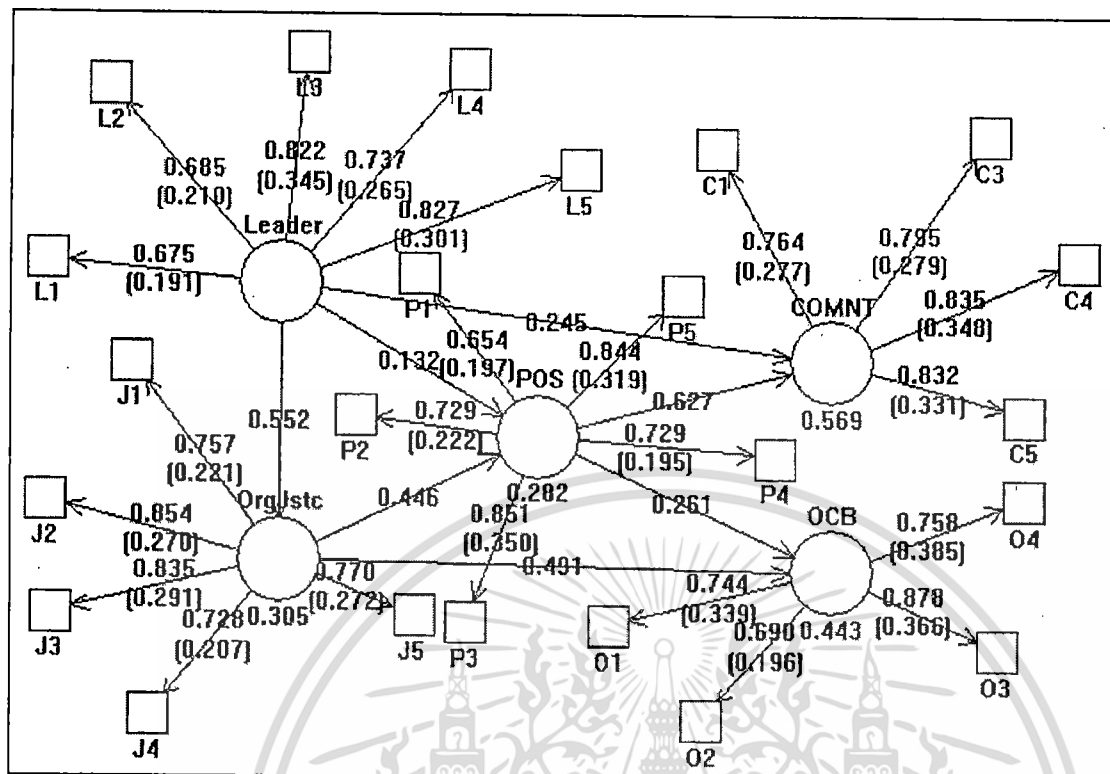 L2
L3
L4
L5
L1
0.685
(0.210)
0.822
(0.345)
0.737
(0.265)
0.827
(0.301)
0.675
(0.191)
Leader
C1
C3
C4
C5
0.764
(0.277)
0.795
(0.279)
0.835
(0.348)
0.832
(0.331)
COMNT
0.569
P1
0.654
(0.197)
P5
0.844
(0.319)
0.245
0.132
POS
0.627
P2
0.729
(0.222)
0.729
(0.195)
P4
0.282
0.851
(0.350)
P3
0.552
0.446
0.261
J1
0.757
(0.221)
OrgJstc
J2
0.854
(0.270)
J3
0.835
(0.291)
0.728
(0.207)
J4
0.305
0.770
(0.272)
J5
0.491
OCB
0.758
(0.385)
O4
0.744
(0.339)
O1
0.690
(0.196)
O2
0.443
0.878
(0.366)
O3